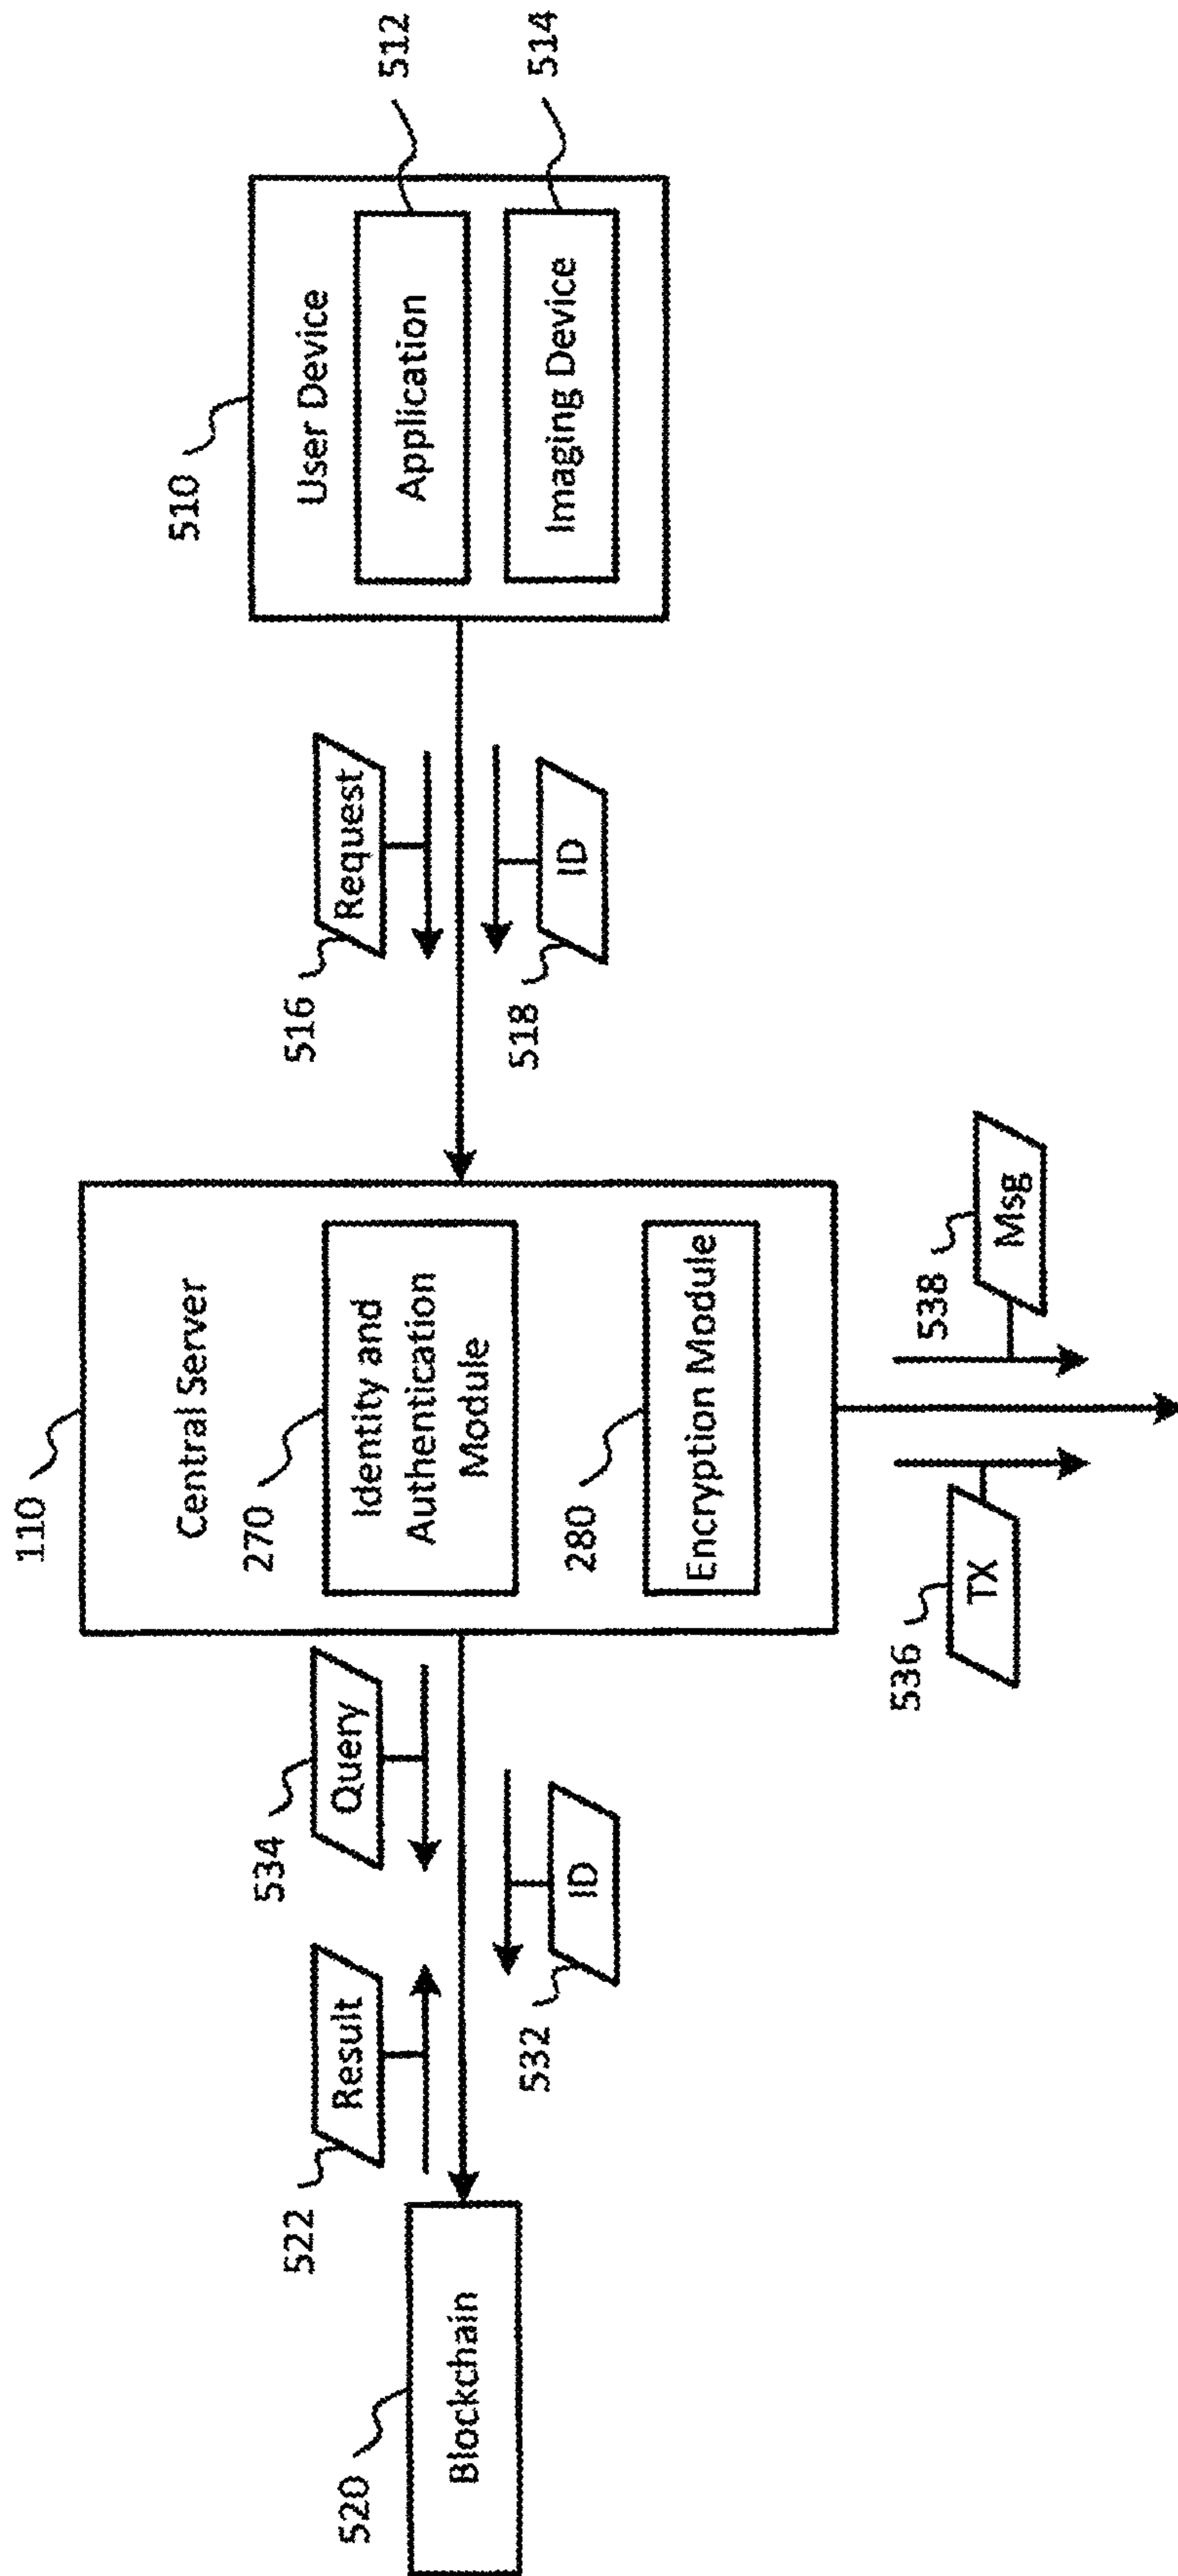 110
Central Server
270
Identity and
Authentication
Module
280
Encryption Module
510
User Device
Application
512
Imaging Device
514
516
Request
518
ID
520
Blockchain
522
Result
534
Query
532
ID
536
TX
538
Msg